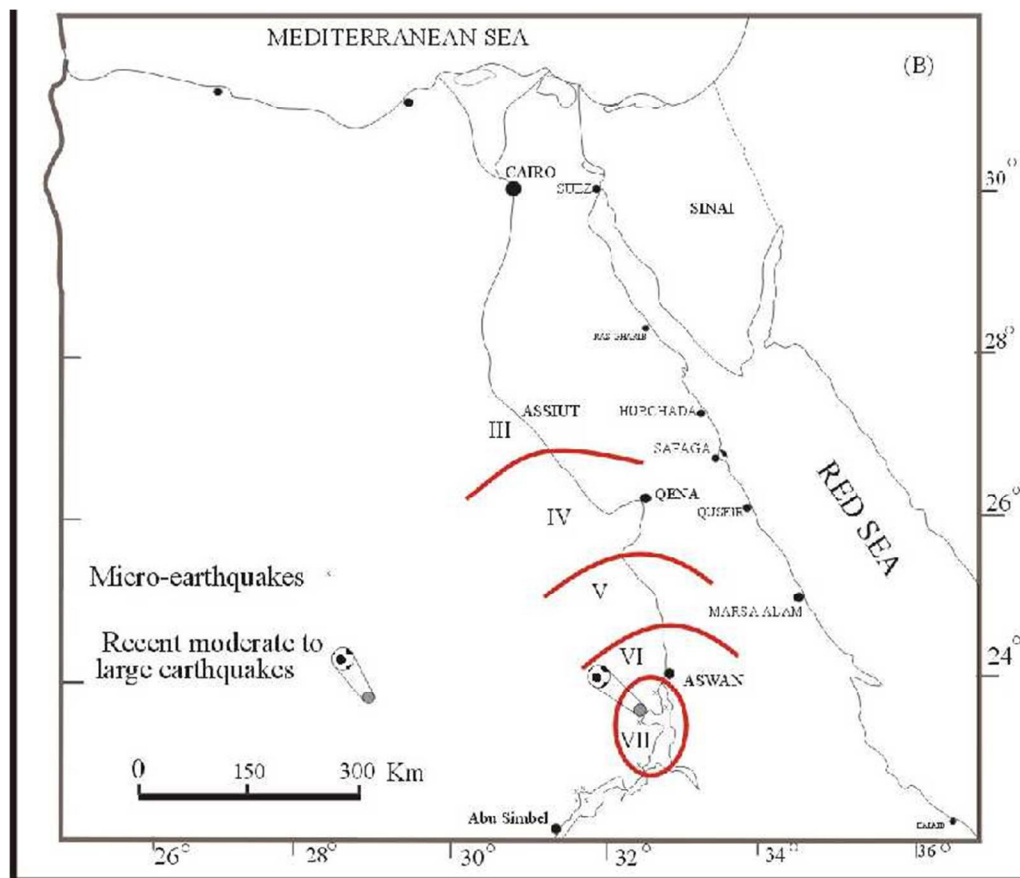 MEDITERRANEAN SEA
(B)
CAIRO
SUEZ
30°
SINAI
RAS GHARIB
28°
ASSIUT
HURGHADA
III
SAFAGA
RED SEA
QENA
26°
IV
QUSEIR
Micro-earthquakes
V
MARSA ALAM
Recent moderate to
large earthquakes
VI
ASWAN
24°
VII
0 150 300 Km
Abu Simbel
26° 28° 30° 32° 34° 36°